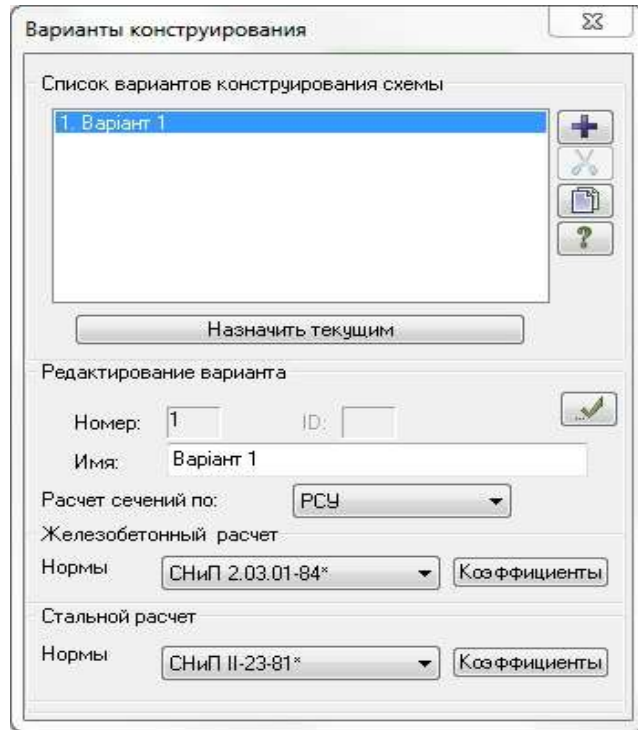 Варианты конструирования
Список вариантов конструирования схемы
1. Варіант 1
Назначить текущим
Редактирование варианта
Номер: 1 ID:
Имя: Варіант 1
Расчет сечений по: РСУ
Железобетонный расчет
Нормы СНиП 2.03.01-84* Коэффициенты
Стальной расчет
Нормы СНиП II-23-81* Коэффициенты